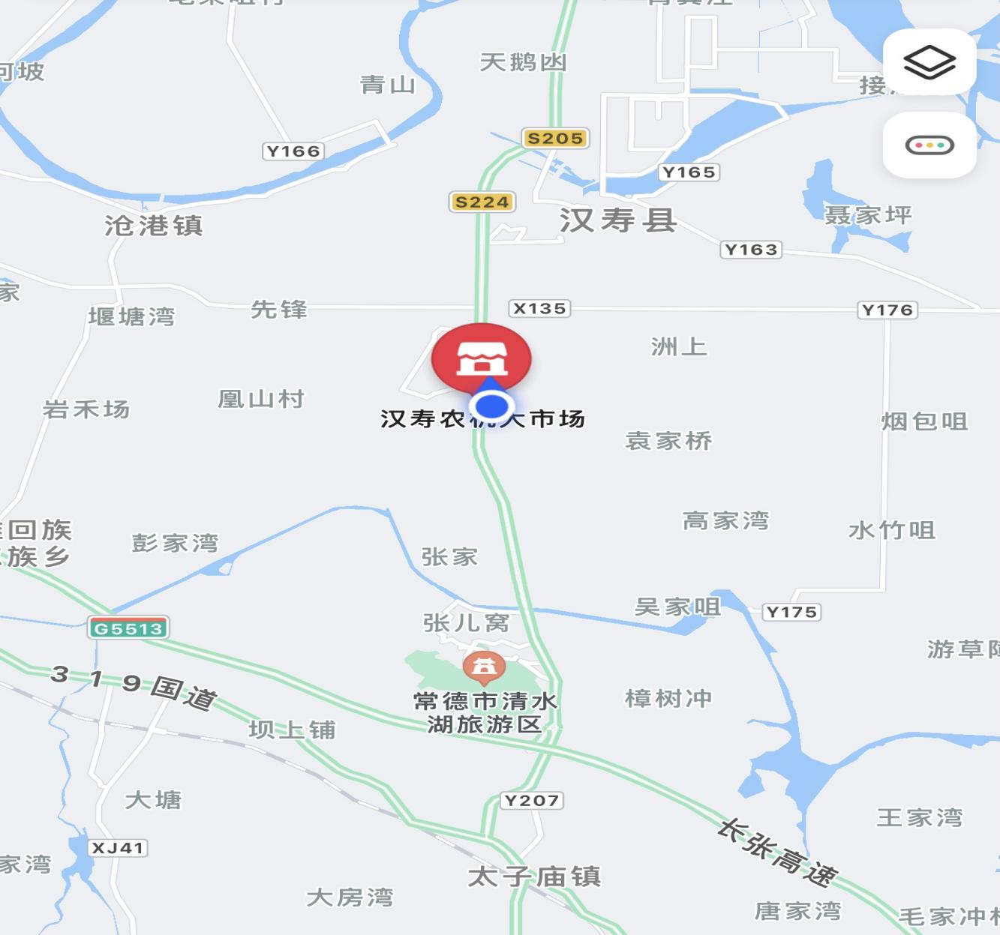 天鹅凼
河坡
青山
S205
Y166
Y165
S224
沧港镇
汉寿县
聂家坪
Y163
家
堰塘湾
先锋
X135
Y176
洲上
岩禾场
凰山村
汉寿农机大市场
烟包咀
袁家桥
高家湾
水竹咀
回族
族乡
彭家湾
张家
吴家咀
Y175
G5513
张儿窝
游草
319国道
常德市清水
湖旅游区
樟树冲
坝上铺
大塘
Y207
王家湾
长张高速
XJ41
家湾
太子庙镇
大房湾
唐家湾
毛家冲村